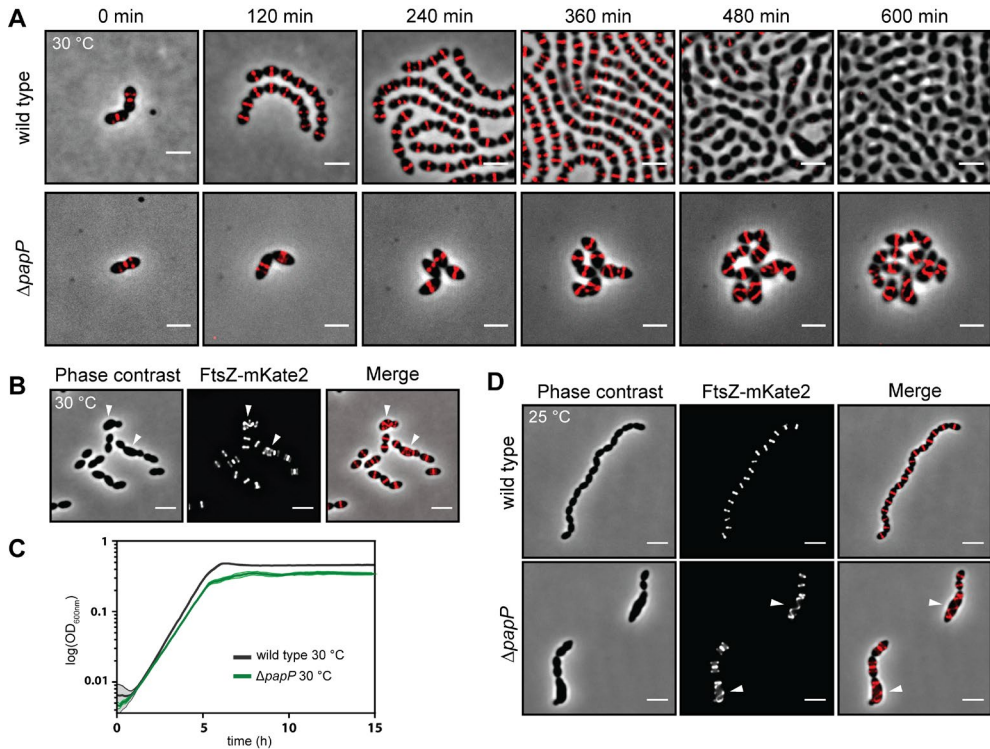 A
0 min 120 min 240 min 360 min 480 min 600 min
30 °C
wild type
ΔpapP
B
Phase contrast FtsZ-mKate2 Merge
30 °C
C
log(OD600nm)
1
0.1
0.01
wild type 30 °C
ΔpapP 30 °C
0 5 10 15
time (h)
D
Phase contrast FtsZ-mKate2 Merge
25 °C
wild type
ΔpapP